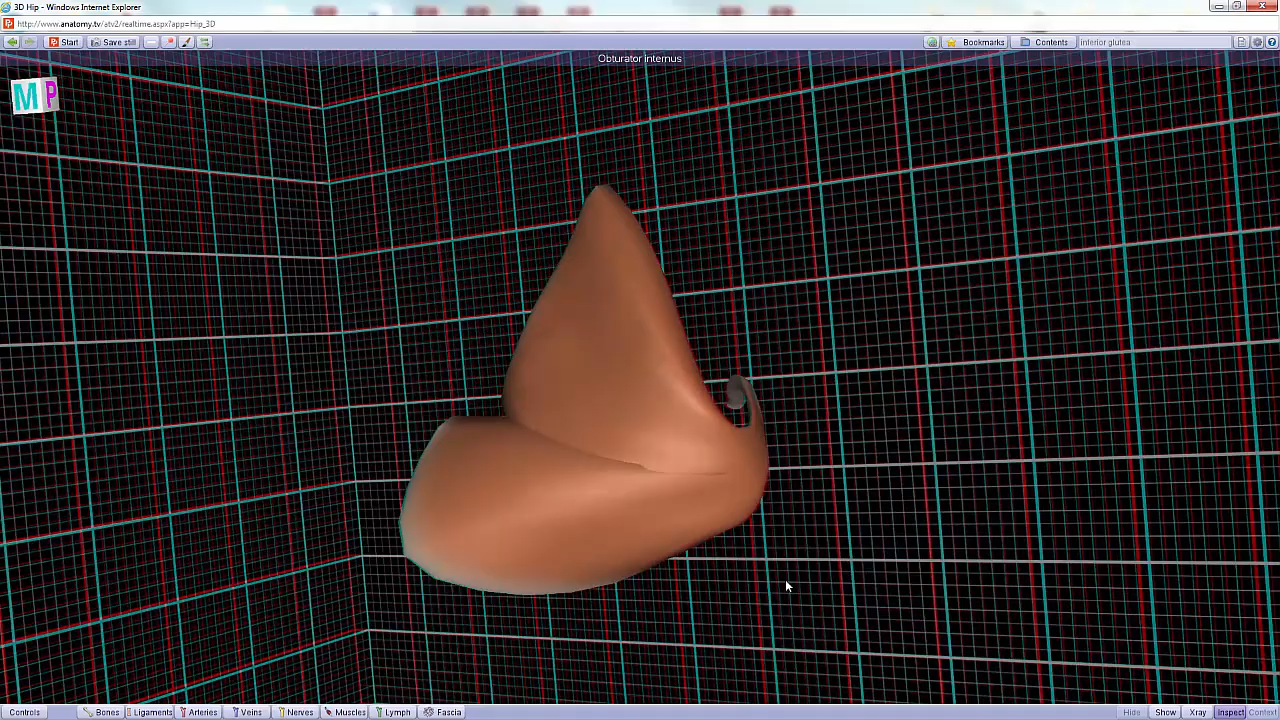 3D Hip - Windows Internet Explorer
http://www.anatomy.tv/atv2/realtime.aspx?app=Hip_3D
Start Save still Bookmarks Contents inferior glutea
Obturator internus
M P
Controls Bones Ligaments Arteries Veins Nerves Muscles Lymph Fascia Hide Show Xray Inspect Context